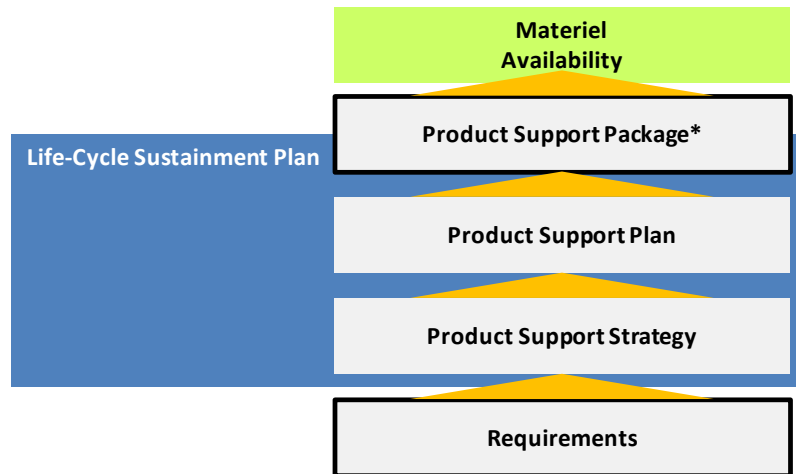 Materiel
Availability
Product Support Package*
Life-Cycle Sustainment Plan
Product Support Plan
Product Support Strategy
Requirements